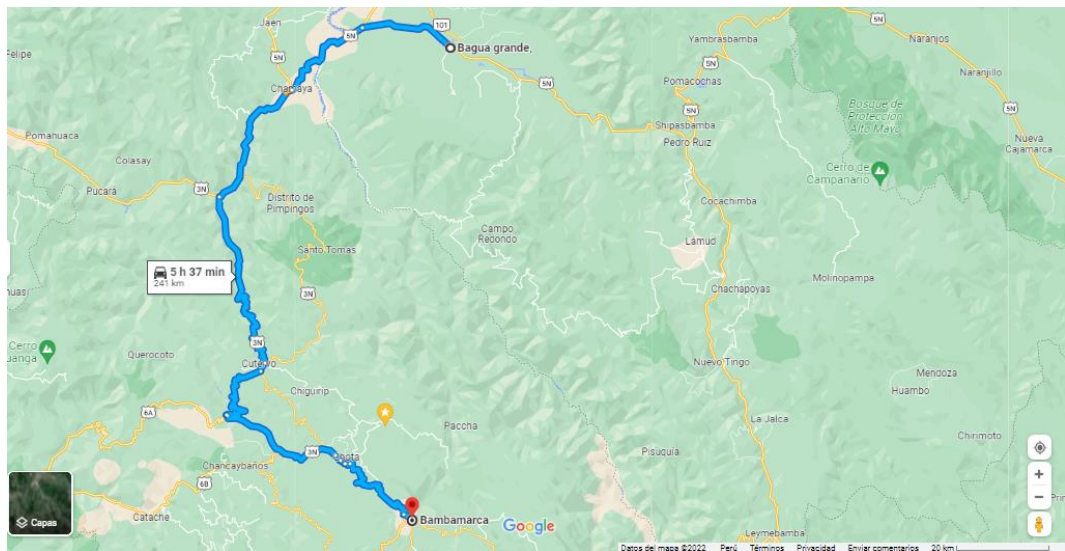 Jaen
101
5N
Bagua grande,
5N
Yambrasbamba
Naranjos
Felipe
5N
Pomacochas
Naranjillo
Chamaya
5N
5N
Bosque de
Protección
Alto Mayo
Shipasbamba
Pedro Ruiz
Nueva
Cajamarca
Pomahuaca
Colasay
Cerro de
Campanario
Pucará
3N
Distrito de
Pimpingos
Cocachimba
Campo
Redondo
Lámud
Santo Tomas
5 h 37 min
241 km
Molinopampa
Chachapoyas
3N
3N
Cerro
uanga
Querocoto
Cutervo
Nuevo Tingo
Mendoza
Huambo
Chiguirip
6A
Paccha
La Jalca
Chirimoto
3N
Chancaybaños
Pisuquia
6B
Capas
Catache
Bambamarca
Google
Leymebamba
Datos del mapa ©2022 Perú Términos Privacidad Enviar comentarios 20 km